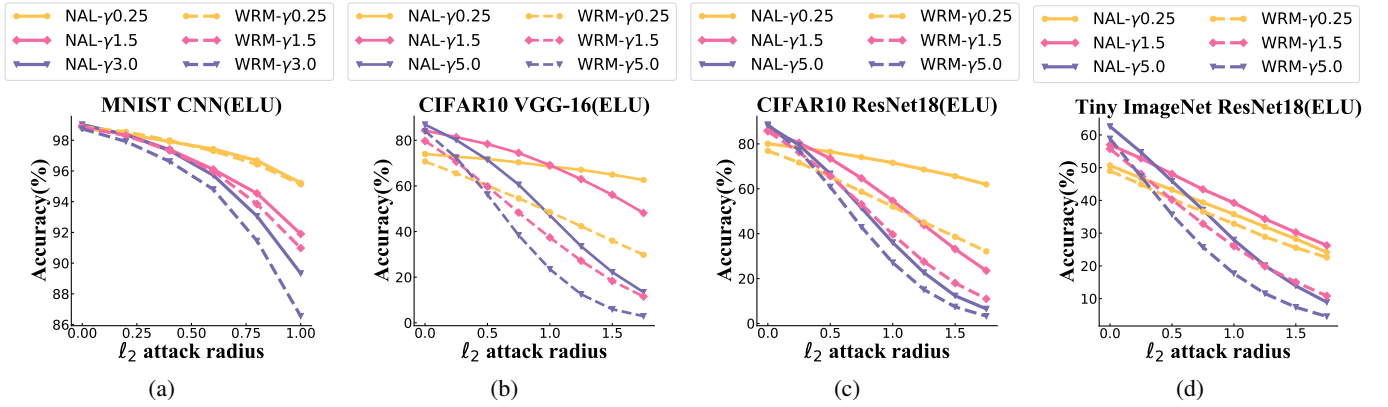 NAL-γ0.25 WRM-γ0.25
NAL-γ1.5 WRM-γ1.5
NAL-γ3.0 WRM-γ3.0
MNIST CNN(ELU)
Accuracy(%)
98
96
94
92
90
88
86
0.00 0.25 0.50 0.75 1.00
ℓ2 attack radius
(a)
NAL-γ0.25 WRM-γ0.25
NAL-γ1.5 WRM-γ1.5
NAL-γ5.0 WRM-γ5.0
CIFAR10 VGG-16(ELU)
Accuracy(%)
80
60
40
20
0
0.0 0.5 1.0 1.5
ℓ2 attack radius
(b)
NAL-γ0.25 WRM-γ0.25
NAL-γ1.5 WRM-γ1.5
NAL-γ5.0 WRM-γ5.0
CIFAR10 ResNet18(ELU)
Accuracy(%)
80
60
40
20
0
0.0 0.5 1.0 1.5
ℓ2 attack radius
(c)
NAL-γ0.25 WRM-γ0.25
NAL-γ1.5 WRM-γ1.5
NAL-γ5.0 WRM-γ5.0
Tiny ImageNet ResNet18(ELU)
Accuracy(%)
60
50
40
30
20
10
0.0 0.5 1.0 1.5
ℓ2 attack radius
(d)